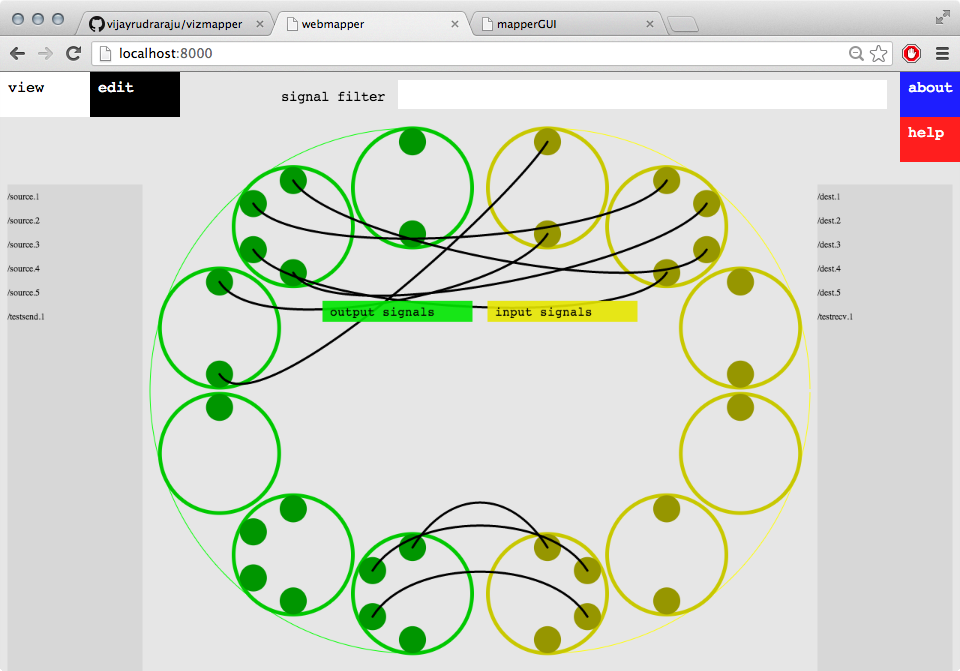 vijayrudraraju/vizmapper
webmapper
mapperGUI
localhost:8000
view
edit
signal filter
about
help
/source.1
/source.2
/source.3
/source.4
/source.5
/testsend.1
output signals
input signals
/dest.1
/dest.2
/dest.3
/dest.4
/dest.5
/testrecv.1